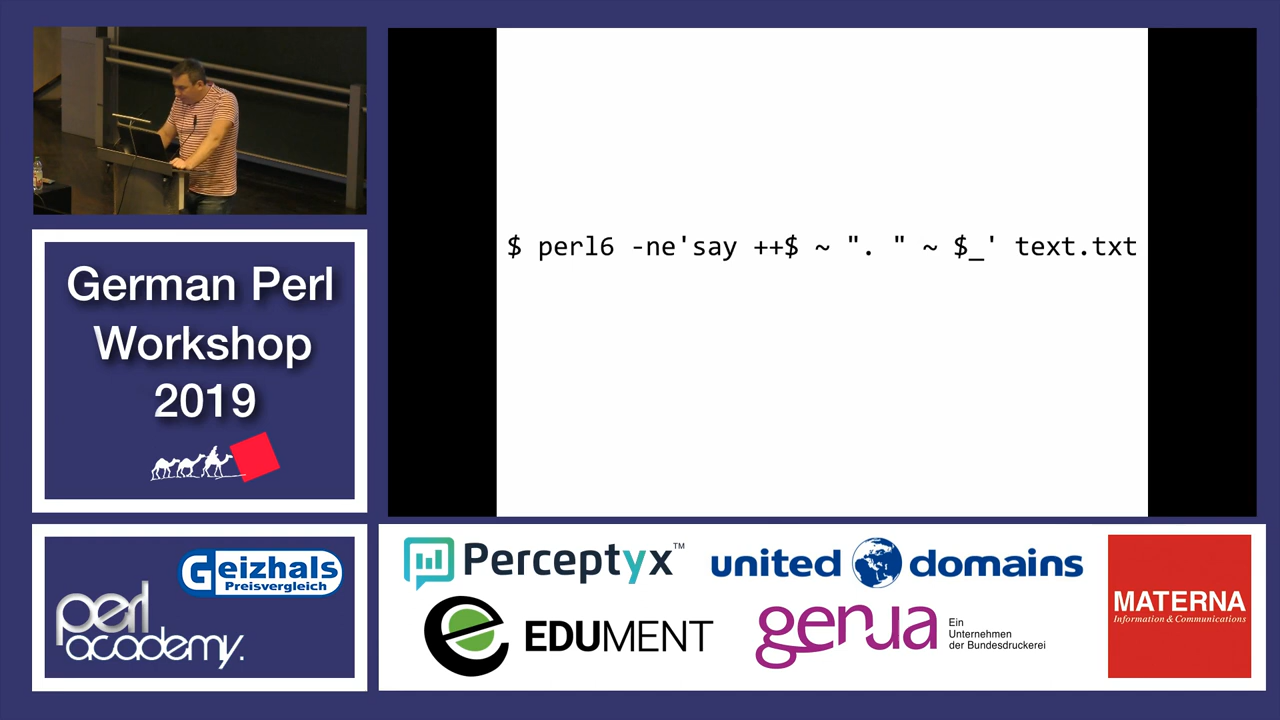 $ perl6 -ne'say ++$ ~ ". " ~ $_' text.txt
German Perl
Workshop
2019
Geizhals
Preisvergleich
perl
academy.
Perceptyx™
united domains
EDUMENT
genua
Ein
Unternehmen
der Bundesdruckerei
MATERNA
Information & Communications